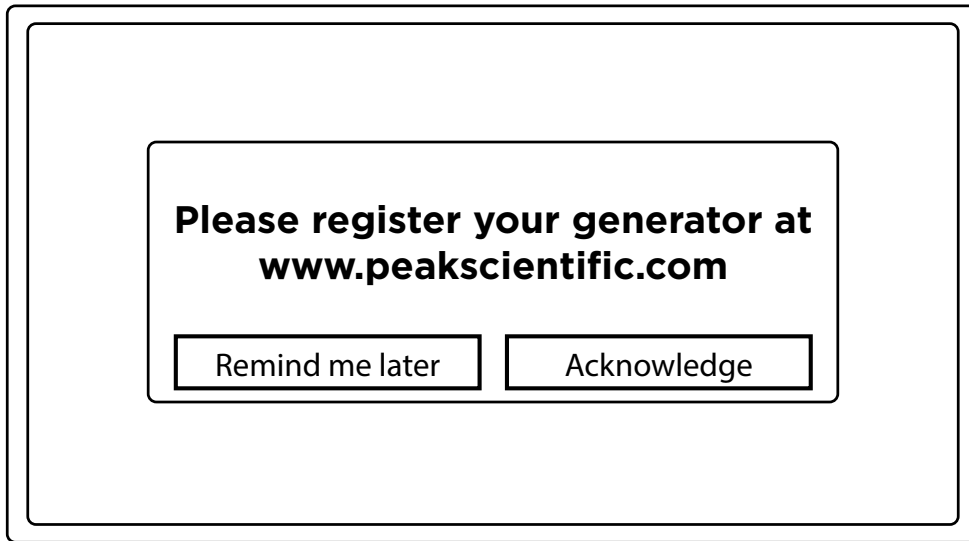 Please register your generator at
www.peakscientific.com
Remind me later
Acknowledge